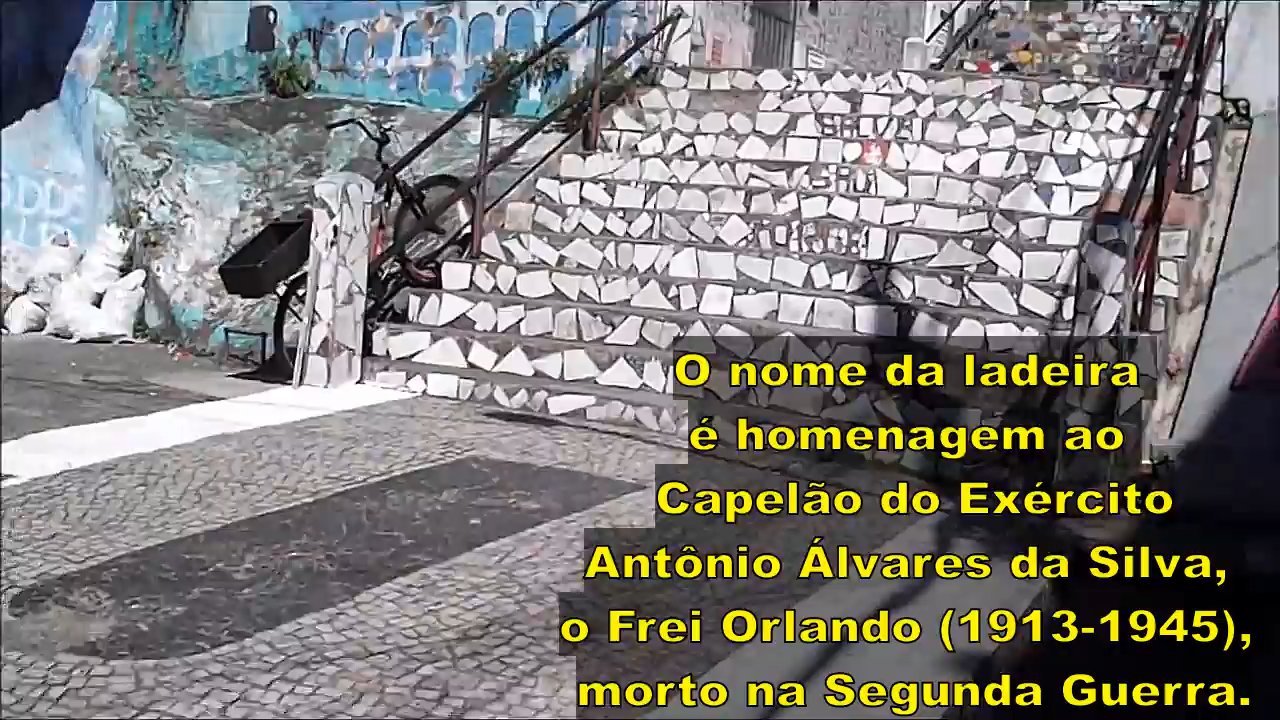 O nome da ladeira
é homenagem ao
Capelão do Exército
Antônio Álvares da Silva,
o Frei Orlando (1913-1945),
morto na Segunda Guerra.